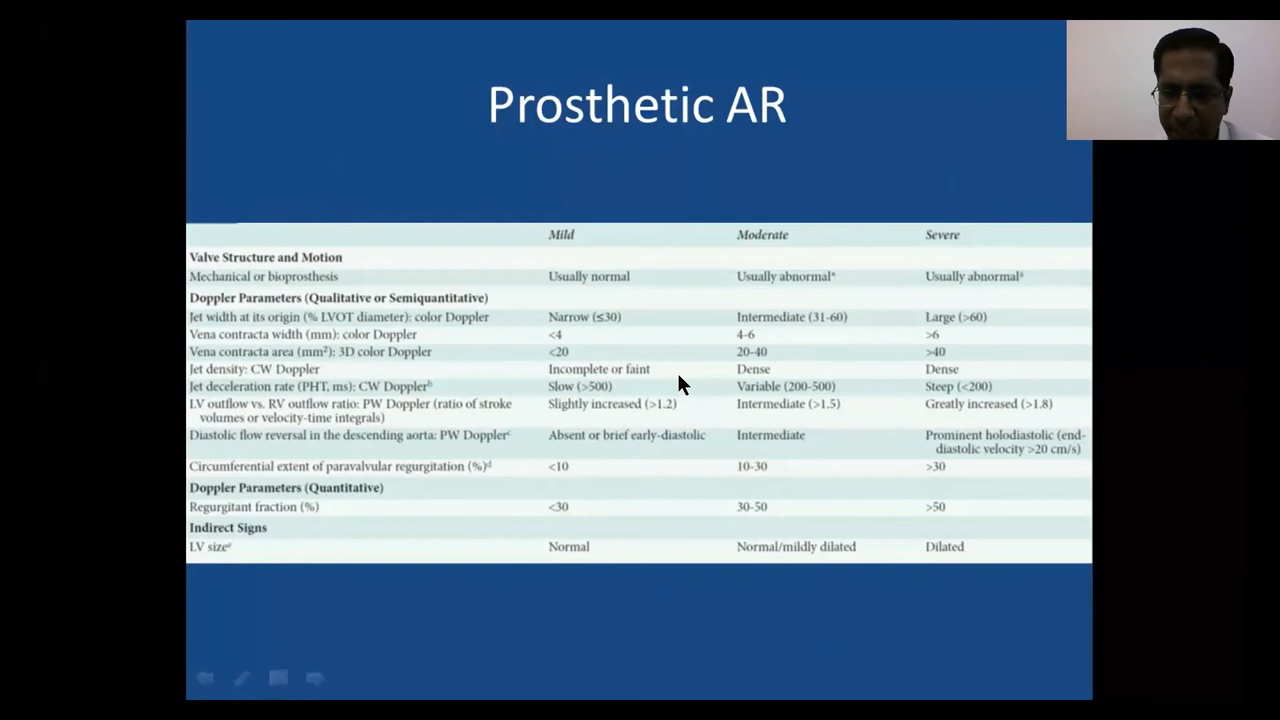 Prosthetic AR
Mild Moderate Severe
Valve Structure and Motion
Mechanical or bioprosthesis Usually normal Usually abnormalᵃ Usually abnormalᵃ
Doppler Parameters (Qualitative or Semiquantitative)
Jet width at its origin (% LVOT diameter): color Doppler Narrow (≤30) Intermediate (31-60) Large (>60)
Vena contracta width (mm): color Doppler <4 4-6 >6
Vena contracta area (mm²): 3D color Doppler <20 20-40 >40
Jet density: CW Doppler Incomplete or faint Dense Dense
Jet deceleration rate (PHT, ms): CW Dopplerᵇ Slow (>500) Variable (200-500) Steep (<200)
LV outflow vs. RV outflow ratio: PW Doppler (ratio of stroke Slightly increased (>1.2) Intermediate (>1.5) Greatly increased (>1.8)
volumes or velocity-time integrals)
Diastolic flow reversal in the descending aorta: PW Dopplerᶜ Absent or brief early-diastolic Intermediate Prominent holodiastolic (end-
diastolic velocity >20 cm/s)
Circumferential extent of paravalvular regurgitation (%)ᵈ <10 10-30 >30
Doppler Parameters (Quantitative)
Regurgitant fraction (%) <30 30-50 >50
Indirect Signs
LV sizeᵉ Normal Normal/mildly dilated Dilated